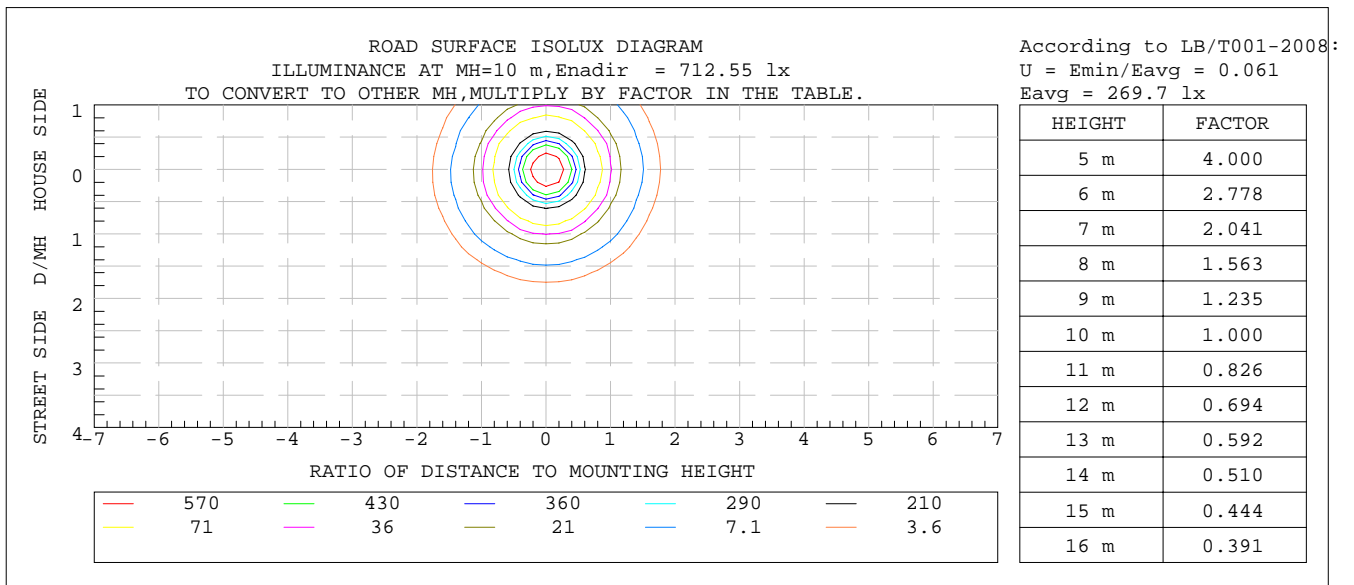 ROAD SURFACE ISOLUX DIAGRAM
ILLUMINANCE AT MH=10 m,Enadir = 712.55 lx
TO CONVERT TO OTHER MH,MULTIPLY BY FACTOR IN THE TABLE.
STREET SIDE D/MH HOUSE SIDE
1
0
1
2
3
4
-7 -6 -5 -4 -3 -2 -1 0 1 2 3 4 5 6 7
RATIO OF DISTANCE TO MOUNTING HEIGHT
570 430 360 290 210
71 36 21 7.1 3.6
According to LB/T001-2008:
U = Emin/Eavg = 0.061
Eavg = 269.7 lx
HEIGHT FACTOR
5 m 4.000
6 m 2.778
7 m 2.041
8 m 1.563
9 m 1.235
10 m 1.000
11 m 0.826
12 m 0.694
13 m 0.592
14 m 0.510
15 m 0.444
16 m 0.391